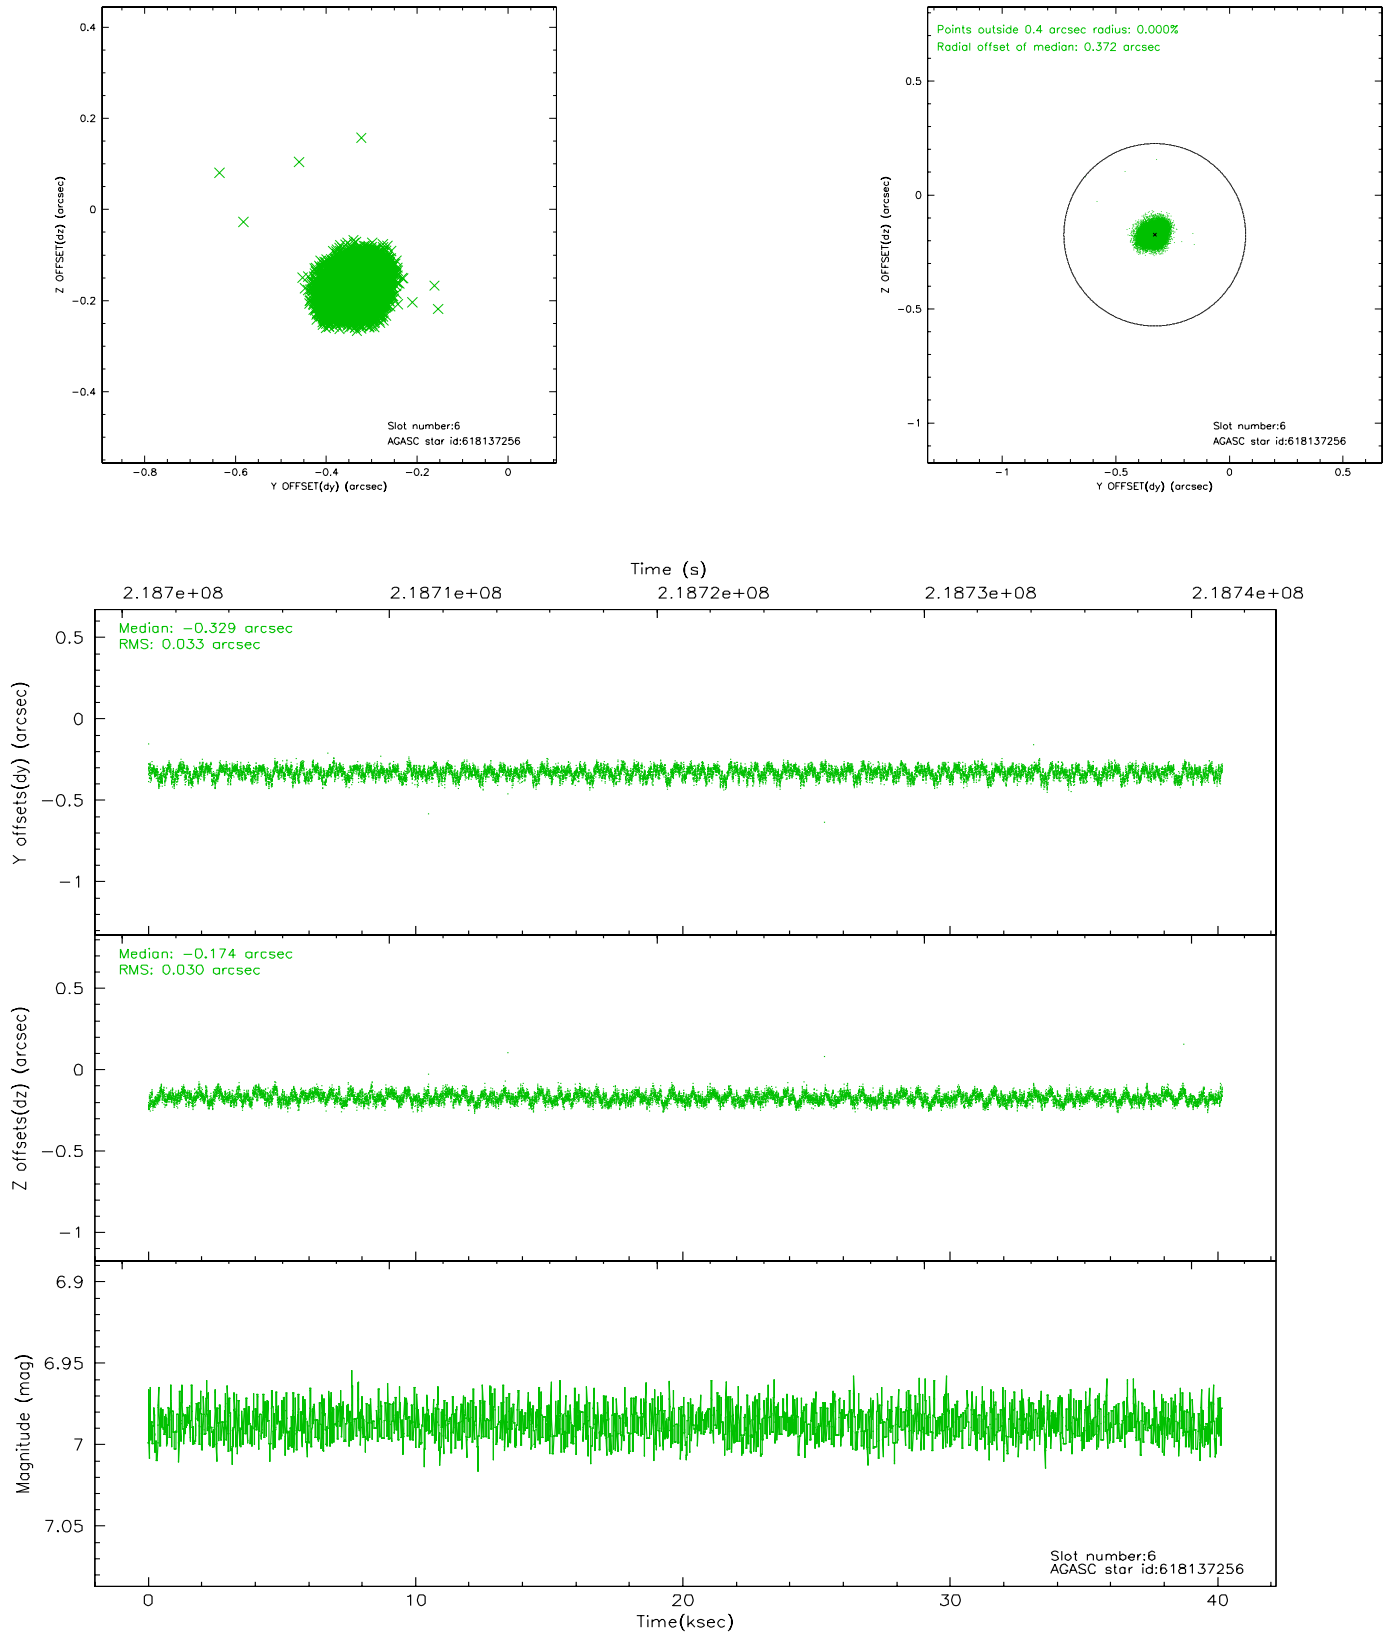 0.4
0.2
0
-0.2
-0.4
Z OFFSET(dz) (arcsec)
Slot number:6
AGASC star id:618137256
-0.8 -0.6 -0.4 -0.2 0
Y OFFSET(dy) (arcsec)
Points outside 0.4 arcsec radius: 0.000%
Radial offset of median: 0.372 arcsec
0.5
0
-0.5
-1
Z OFFSET(dz) (arcsec)
Slot number:6
AGASC star id:618137256
-1 -0.5 0 0.5
Y OFFSET(dy) (arcsec)
Time (s)
2.187e+08 2.1871e+08 2.1872e+08 2.1873e+08 2.1874e+08
Median: -0.329 arcsec
RMS: 0.033 arcsec
0.5
0
-0.5
-1
Y offsets(dy) (arcsec)
Median: -0.174 arcsec
RMS: 0.030 arcsec
0.5
0
-0.5
-1
Z offsets(dz) (arcsec)
6.9
6.95
7
7.05
Magnitude (mag)
Slot number:6
AGASC star id:618137256
0 10 20 30 40
Time(ksec)